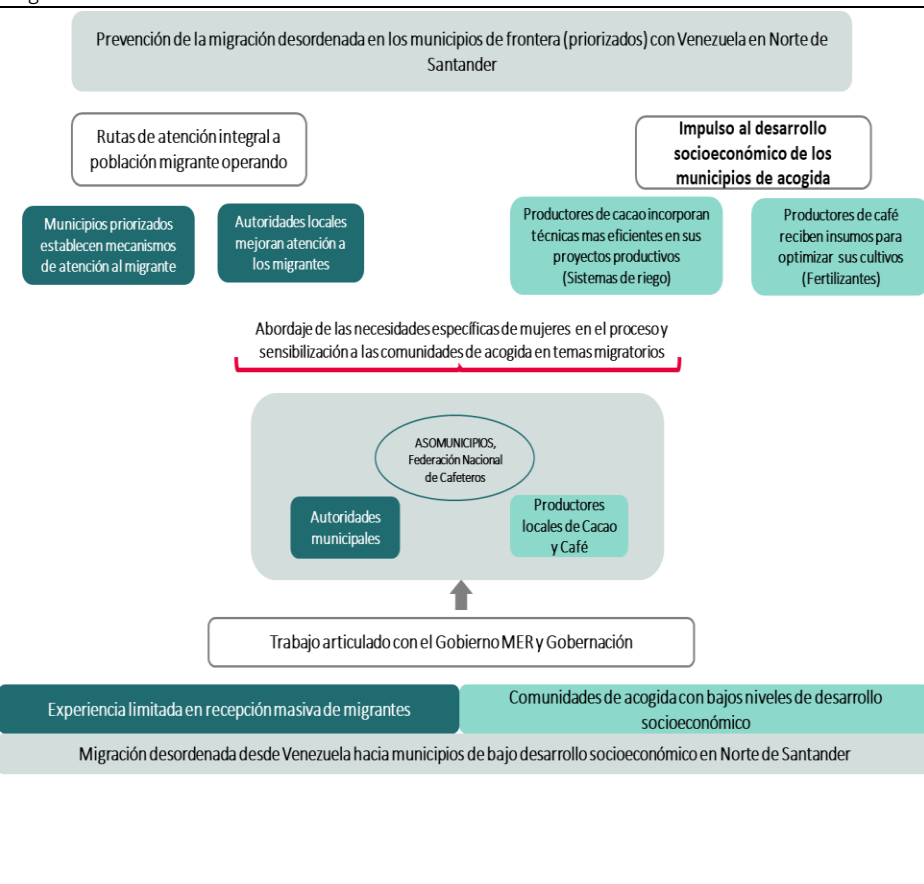 Prevención de la migración desordenada en los municipios de frontera (priorizados) con Venezuela en Norte de
Santander
Rutas de atención integral a
población migrante operando
Impulso al desarrollo
socioeconómico de los
municipios de acogida
Municipios priorizados
establecen mecanismos
de atención al migrante
Autoridades locales
mejoran atención a
los migrantes
Productores de cacao incorporan
técnicas mas eficientes en sus
proyectos productivos
(Sistemas de riego)
Productores de café
reciben insumos para
optimizar sus cultivos
(Fertilizantes)
Abordaje de las necesidades específicas de mujeres en el proceso y
sensibilización a las comunidades de acogida en temas migratorios
ASOMUNICIPIOS,
Federación Nacional
de Cafeteros
Autoridades
municipales
Productores
locales de Cacao
y Café
Trabajo articulado con el Gobierno MER y Gobernación
Experiencia limitada en recepción masiva de migrantes
Comunidades de acogida con bajos niveles de desarrollo
socioeconómico
Migración desordenada desde Venezuela hacia municipios de bajo desarrollo socioeconómico en Norte de Santander